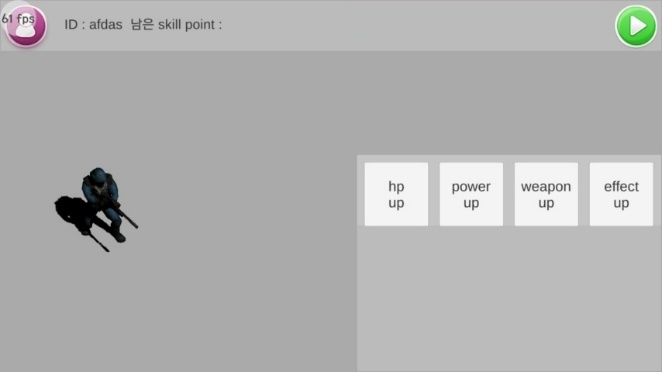 61 fps
ID : afdas 남은 skill point :
hp
up
power
up
weapon
up
effect
up